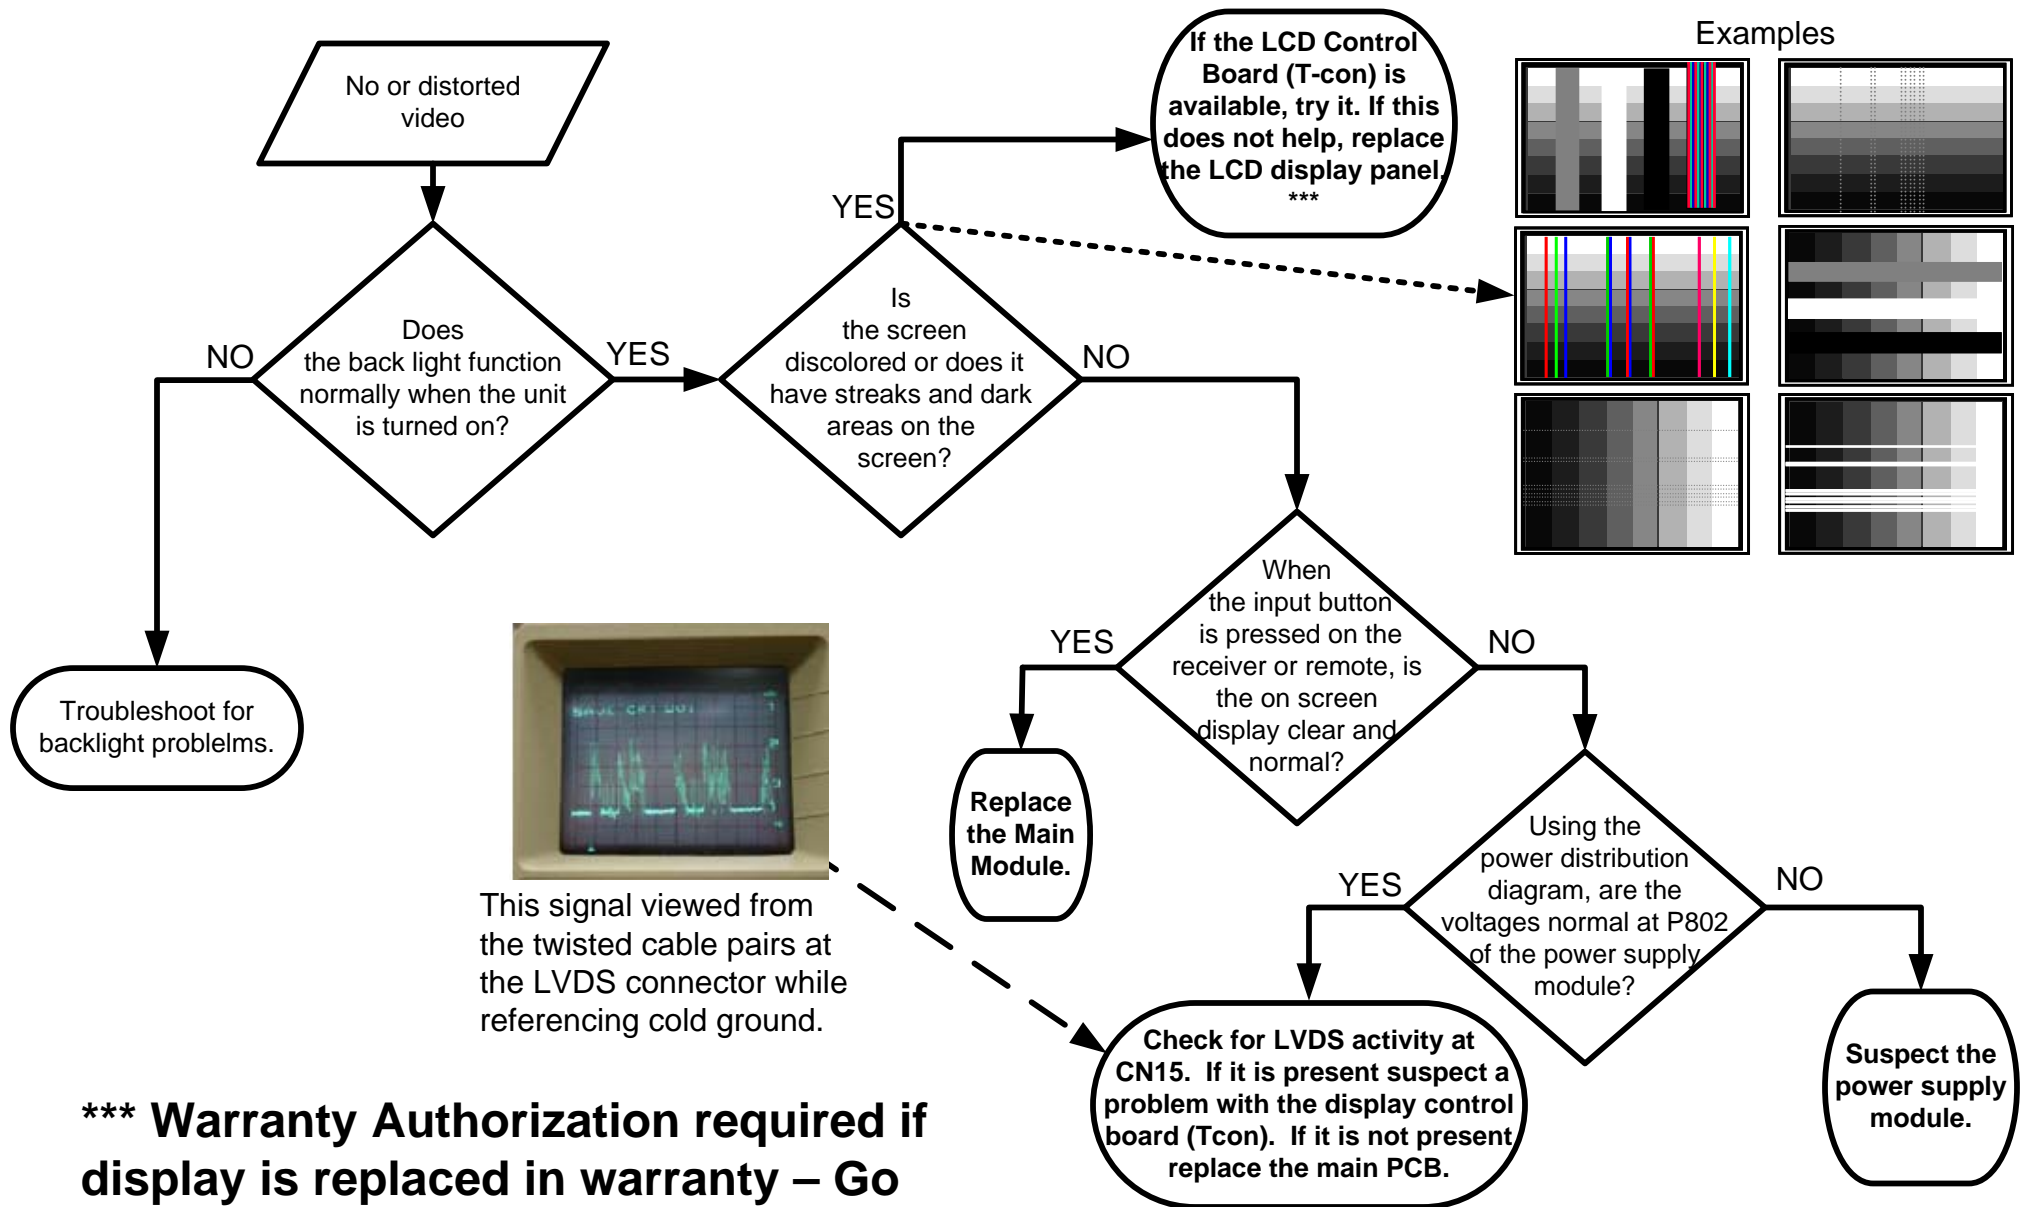 No or distorted
video
Does
the back light function
normally when the unit
is turned on?
NO
YES
Troubleshoot for
backlight problelms.
Is
the screen
discolored or does it
have streaks and dark
areas on the
screen?
YES
NO
If the LCD Control
Board (T-con) is
available, try it. If this
does not help, replace
the LCD display panel.
***
Examples
When
the input button
is pressed on the
receiver or remote, is
the on screen
display clear and
normal?
YES
NO
Replace
the Main
Module.
Using the
power distribution
diagram, are the
voltages normal at P802
of the power supply
module?
YES
NO
Suspect the
power supply
module.
Check for LVDS activity at
CN15. If it is present suspect a
problem with the display control
board (Tcon). If it is not present
replace the main PCB.
This signal viewed from
the twisted cable pairs at
the LVDS connector while
referencing cold ground.
*** Warranty Authorization required if
display is replaced in warranty – Go